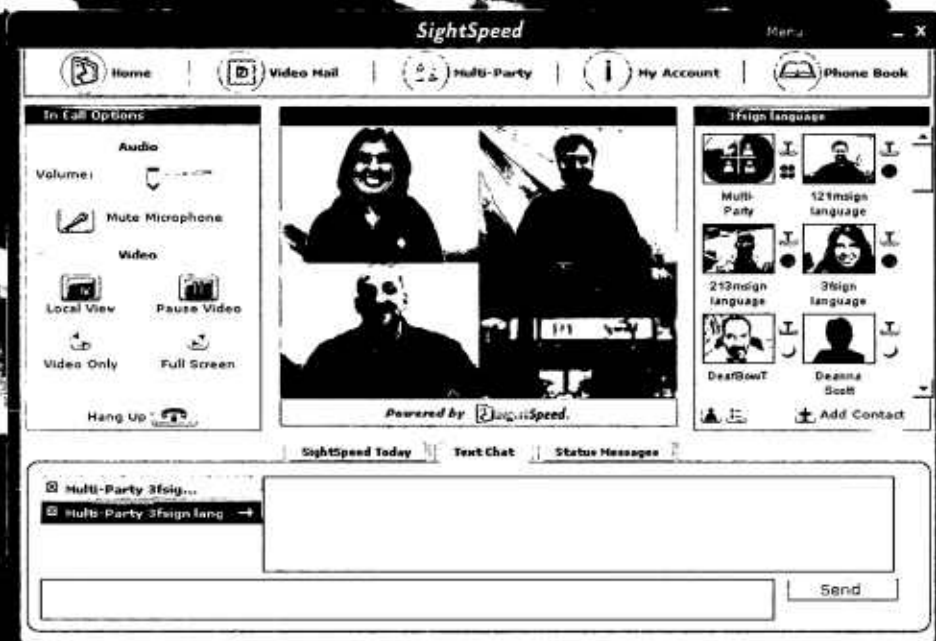 SightSpeed
Menu
Home
Video Mail
Multi-Party
My Account
Phone Book
In Call Options
Audio
Volume:
Mute Microphone
Video
Local View
Pause Video
Video Only
Full Screen
Hang Up
Powered by SightSpeed.
3fsign language
Multi-
Party
121msign
language
213msign
language
3fsign
language
DeafBowT
Deanna
Scott
Add Contact
SightSpeed Today
Text Chat
Status Messages
Multi-Party 3fsig...
Multi-Party 3fsign lang
Send